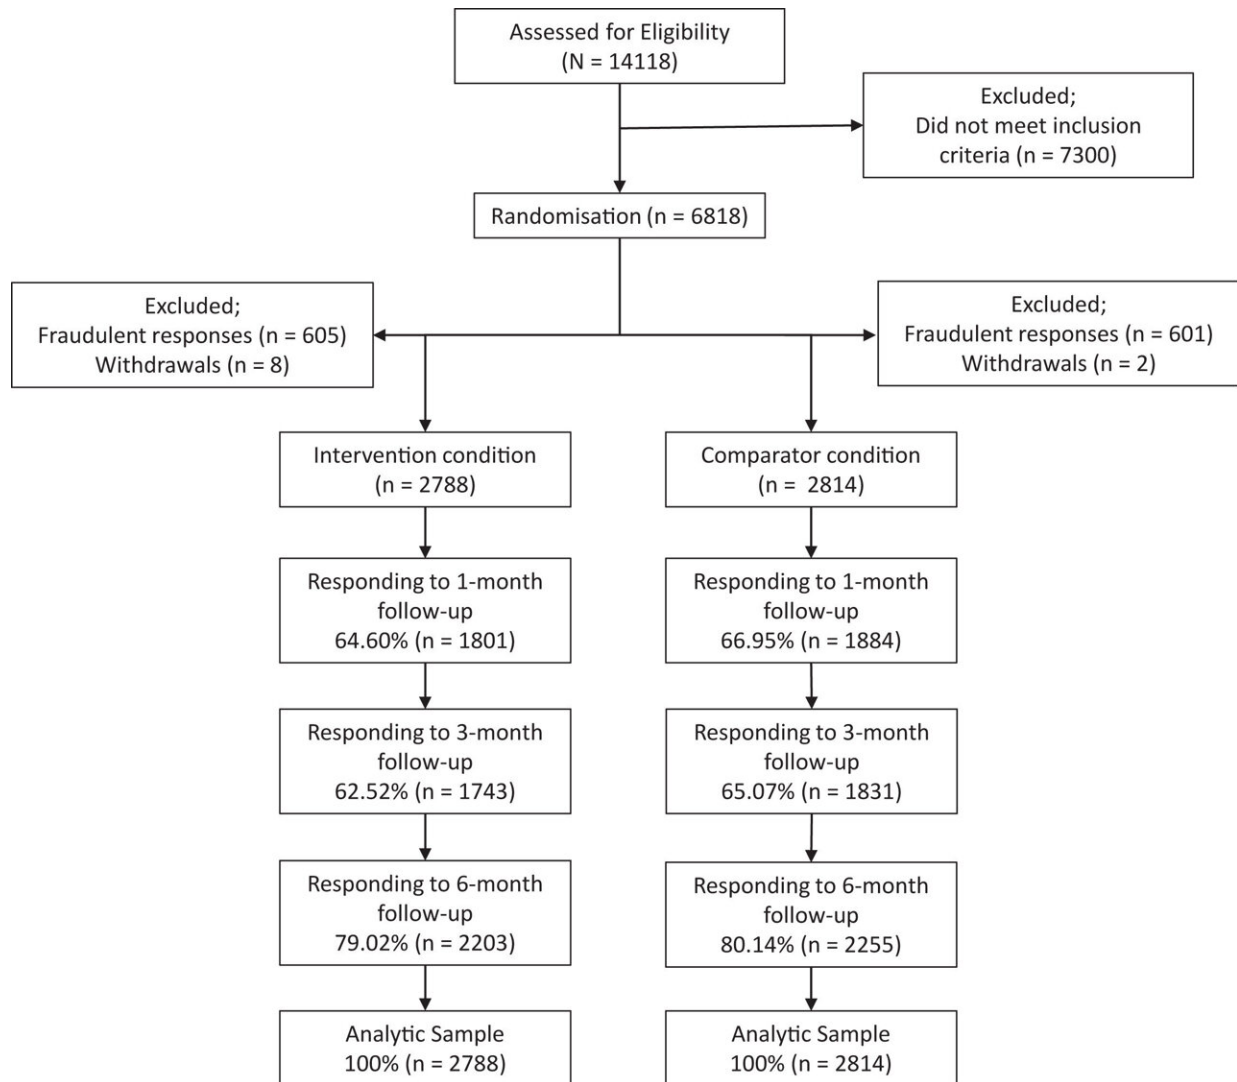 Assessed for Eligibility
(N = 14118)
Excluded;
Did not meet inclusion
criteria (n = 7300)
Randomisation (n = 6818)
Excluded;
Fraudulent responses (n = 605)
Withdrawals (n = 8)
Excluded;
Fraudulent responses (n = 601)
Withdrawals (n = 2)
Intervention condition
(n = 2788)
Comparator condition
(n =  2814)
Responding to 1-month
follow-up
64.60% (n = 1801)
Responding to 1-month
follow-up
66.95% (n = 1884)
Responding to 3-month
follow-up
62.52% (n = 1743)
Responding to 3-month
follow-up
65.07% (n = 1831)
Responding to 6-month
follow-up
79.02% (n = 2203)
Responding to 6-month
follow-up
80.14% (n = 2255)
Analytic Sample
100% (n = 2788)
Analytic Sample
100% (n = 2814)